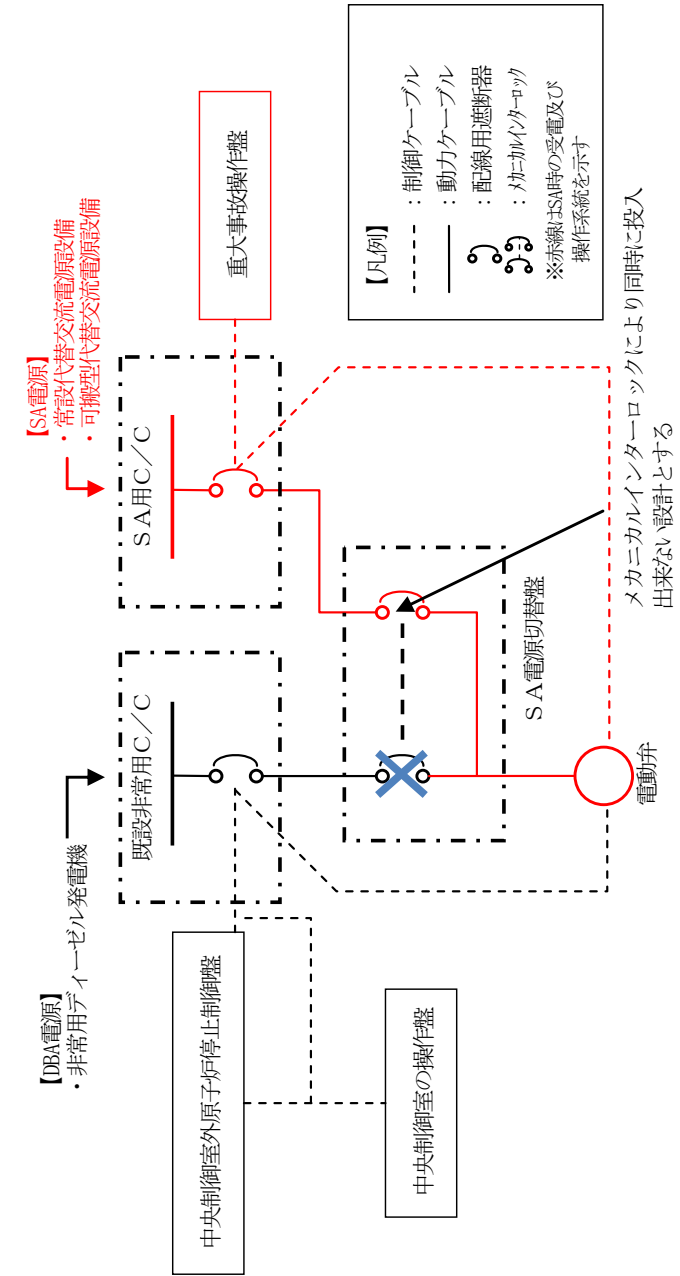 【DBA電源】
・非常用ディーゼル発電機
【SA電源】
・常設代替交流電源設備
・可搬型代替交流電源設備
既設非常用C／C
ＳＡ用C／C
中央制御室外原子炉停止制御盤
重大事故操作盤
中央制御室の操作盤
ＳＡ電源切替盤
電動弁
メカニカルインターロックにより同時に投入
出来ない設計とする
【凡例】
：制御ケーブル
：動力ケーブル
：配線用遮断器
：メカニカルインターロック
※赤線はSA時の受電及び
操作系統を示す